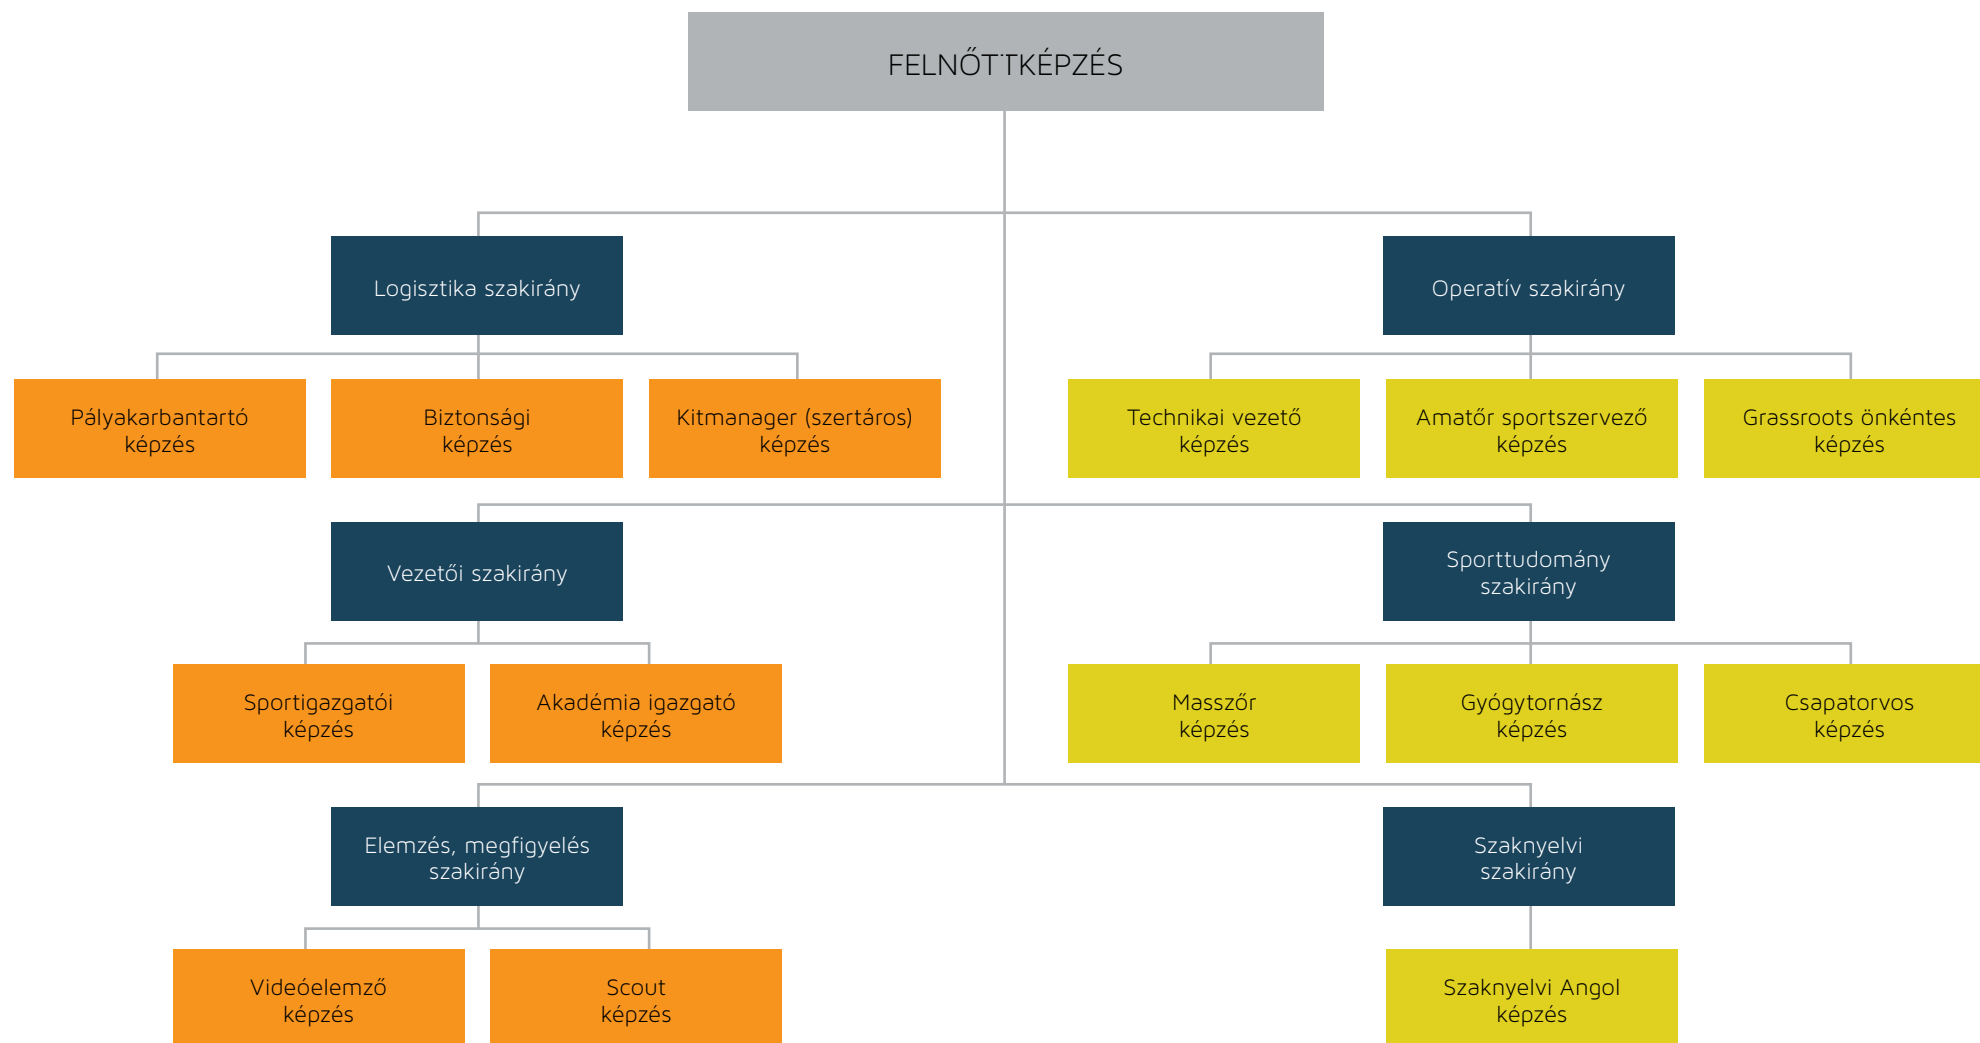 FELNŐTTKÉPZÉS
Logisztika szakirány
Operatív szakirány
Pályakarbantartó
képzés
Biztonsági
képzés
Kitmanager (szertáros)
képzés
Technikai vezető
képzés
Amatőr sportszervező
képzés
Grassroots önkéntes
képzés
Vezetői szakirány
Sporttudomány
szakirány
Sportigazgatói
képzés
Akadémia igazgató
képzés
Masszőr
képzés
Gyógytornász
képzés
Csapatorvos
képzés
Elemzés, megfigyelés
szakirány
Szaknyelvi
szakirány
Videóelemző
képzés
Scout
képzés
Szaknyelvi Angol
képzés